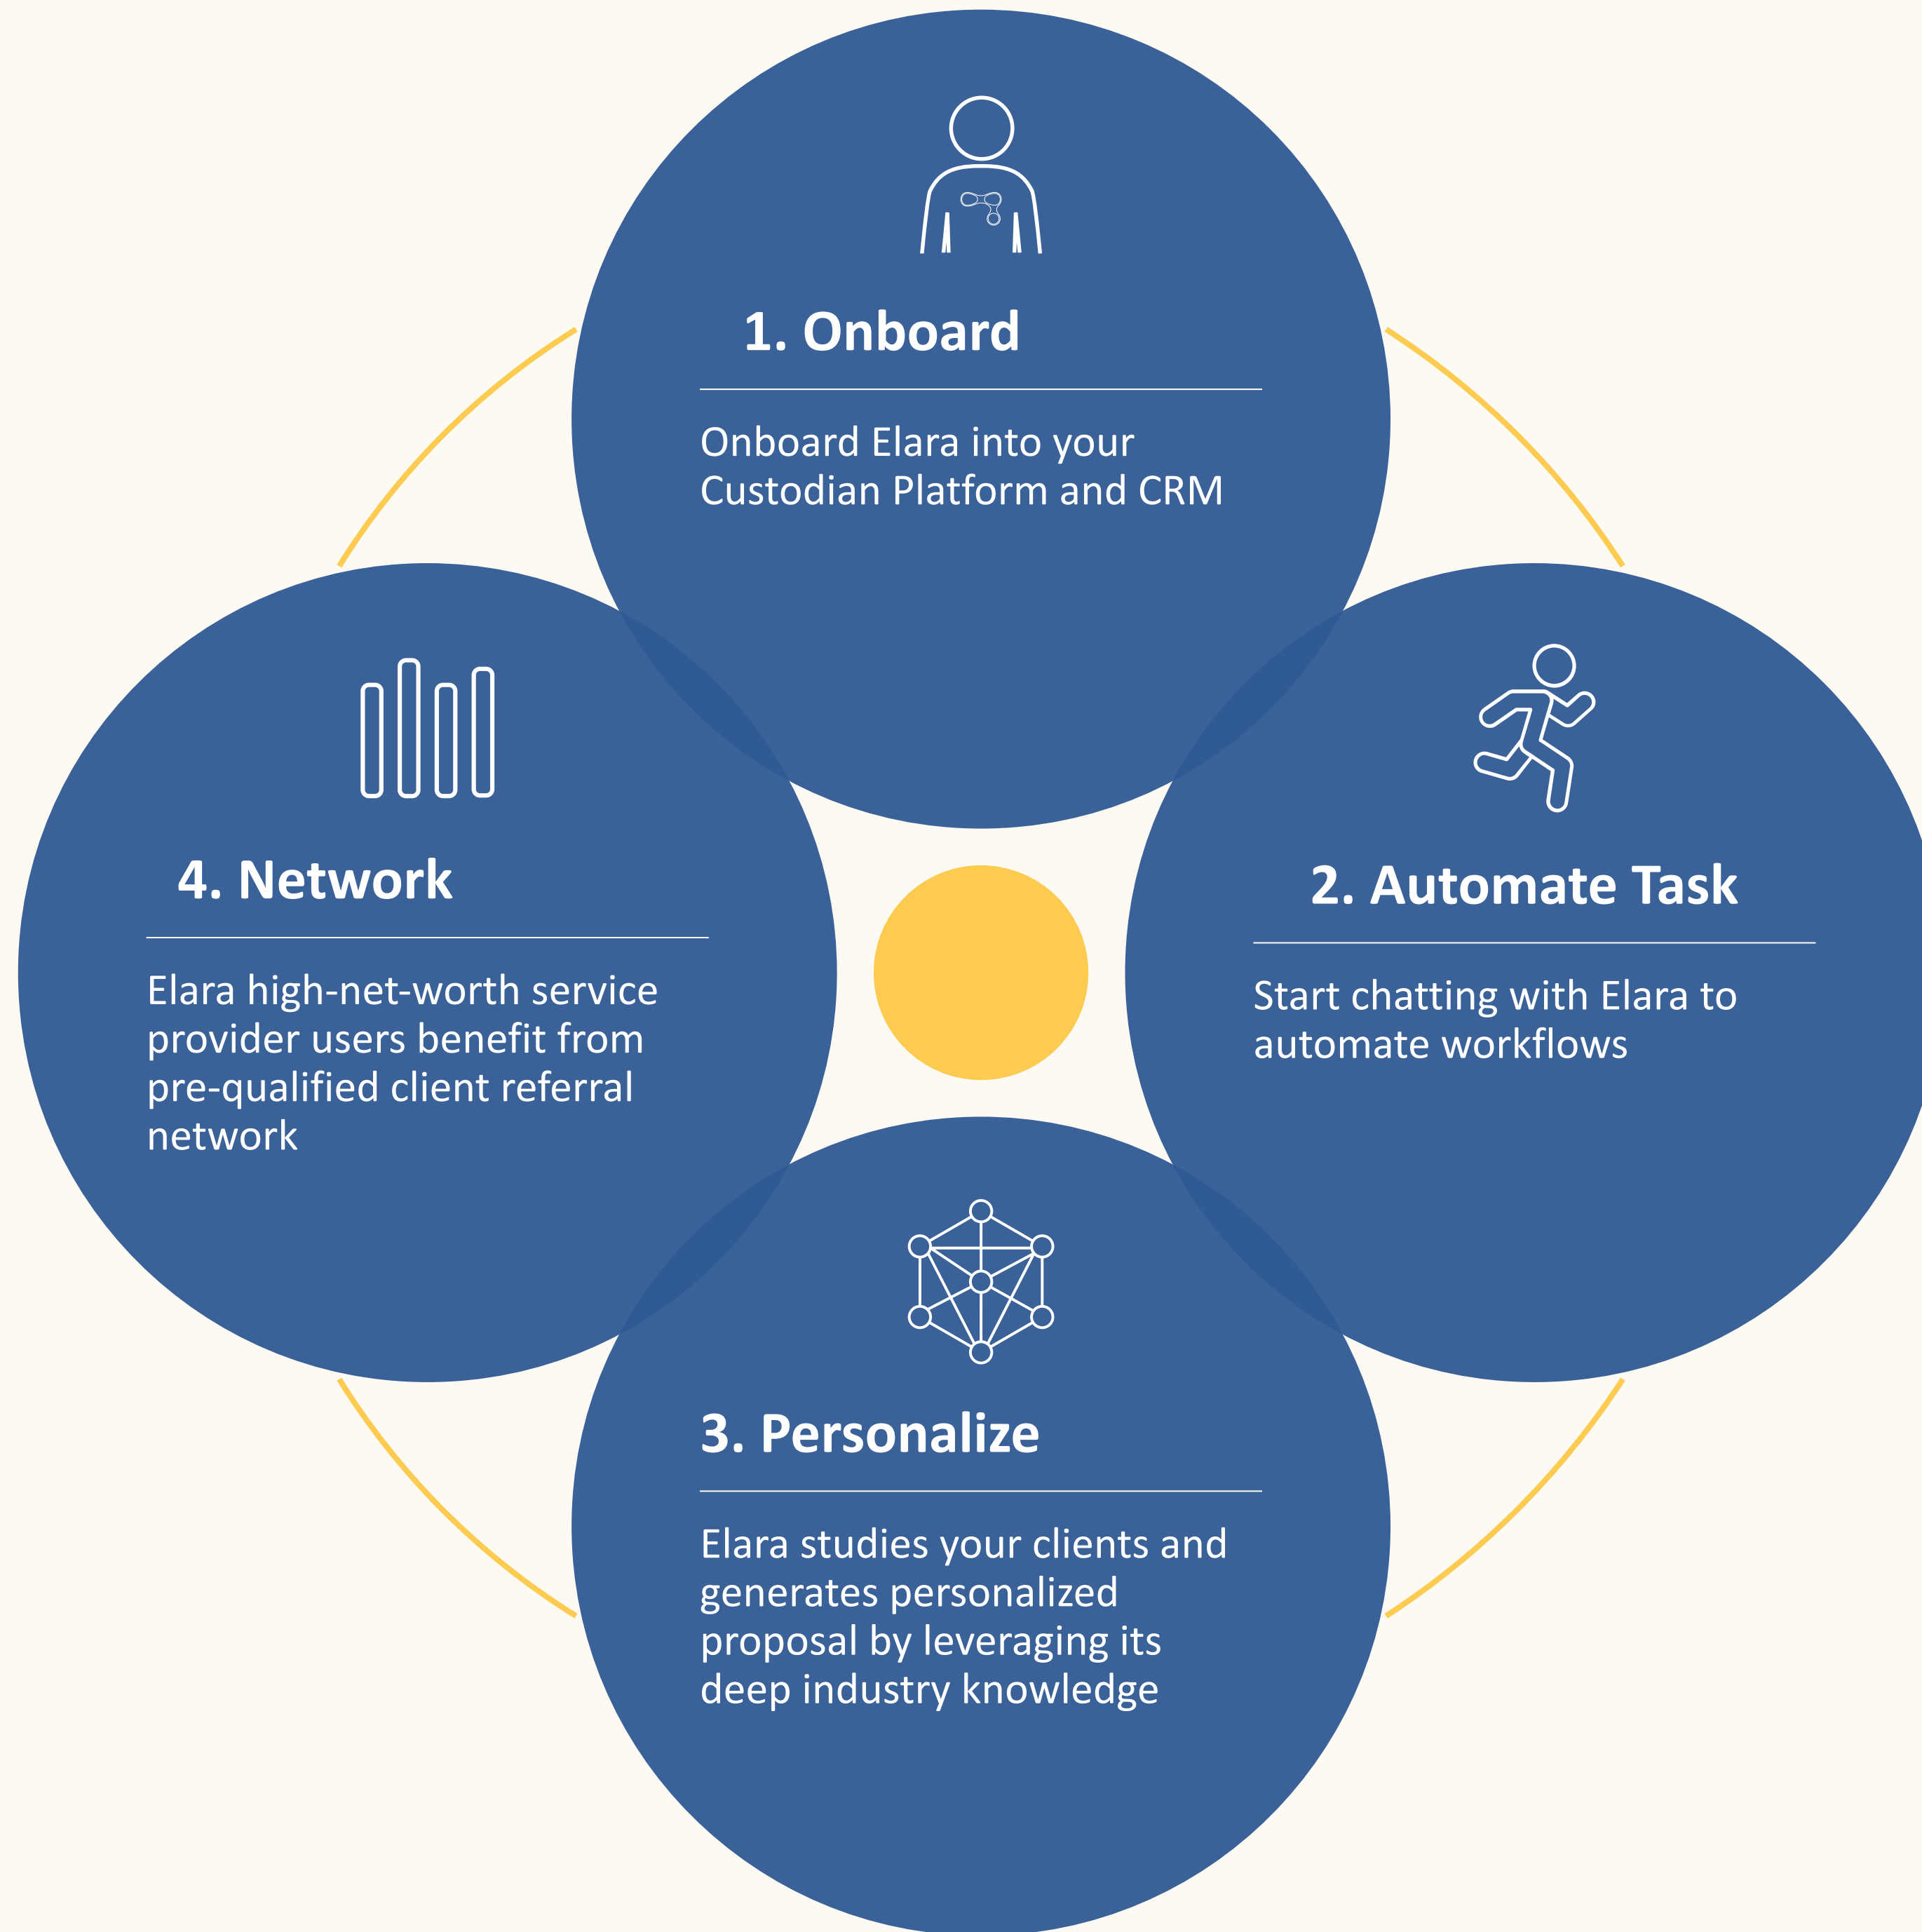 1. Onboard
Onboard Elara into your
Custodian Platform and CRM
2. Automate Task
Start chatting with Elara to
automate workflows
3. Personalize
Elara studies your clients and
generates personalized
proposal by leveraging its
deep industry knowledge
4. Network
Elara high-net-worth service
provider users benefit from
pre-qualified client referral
network